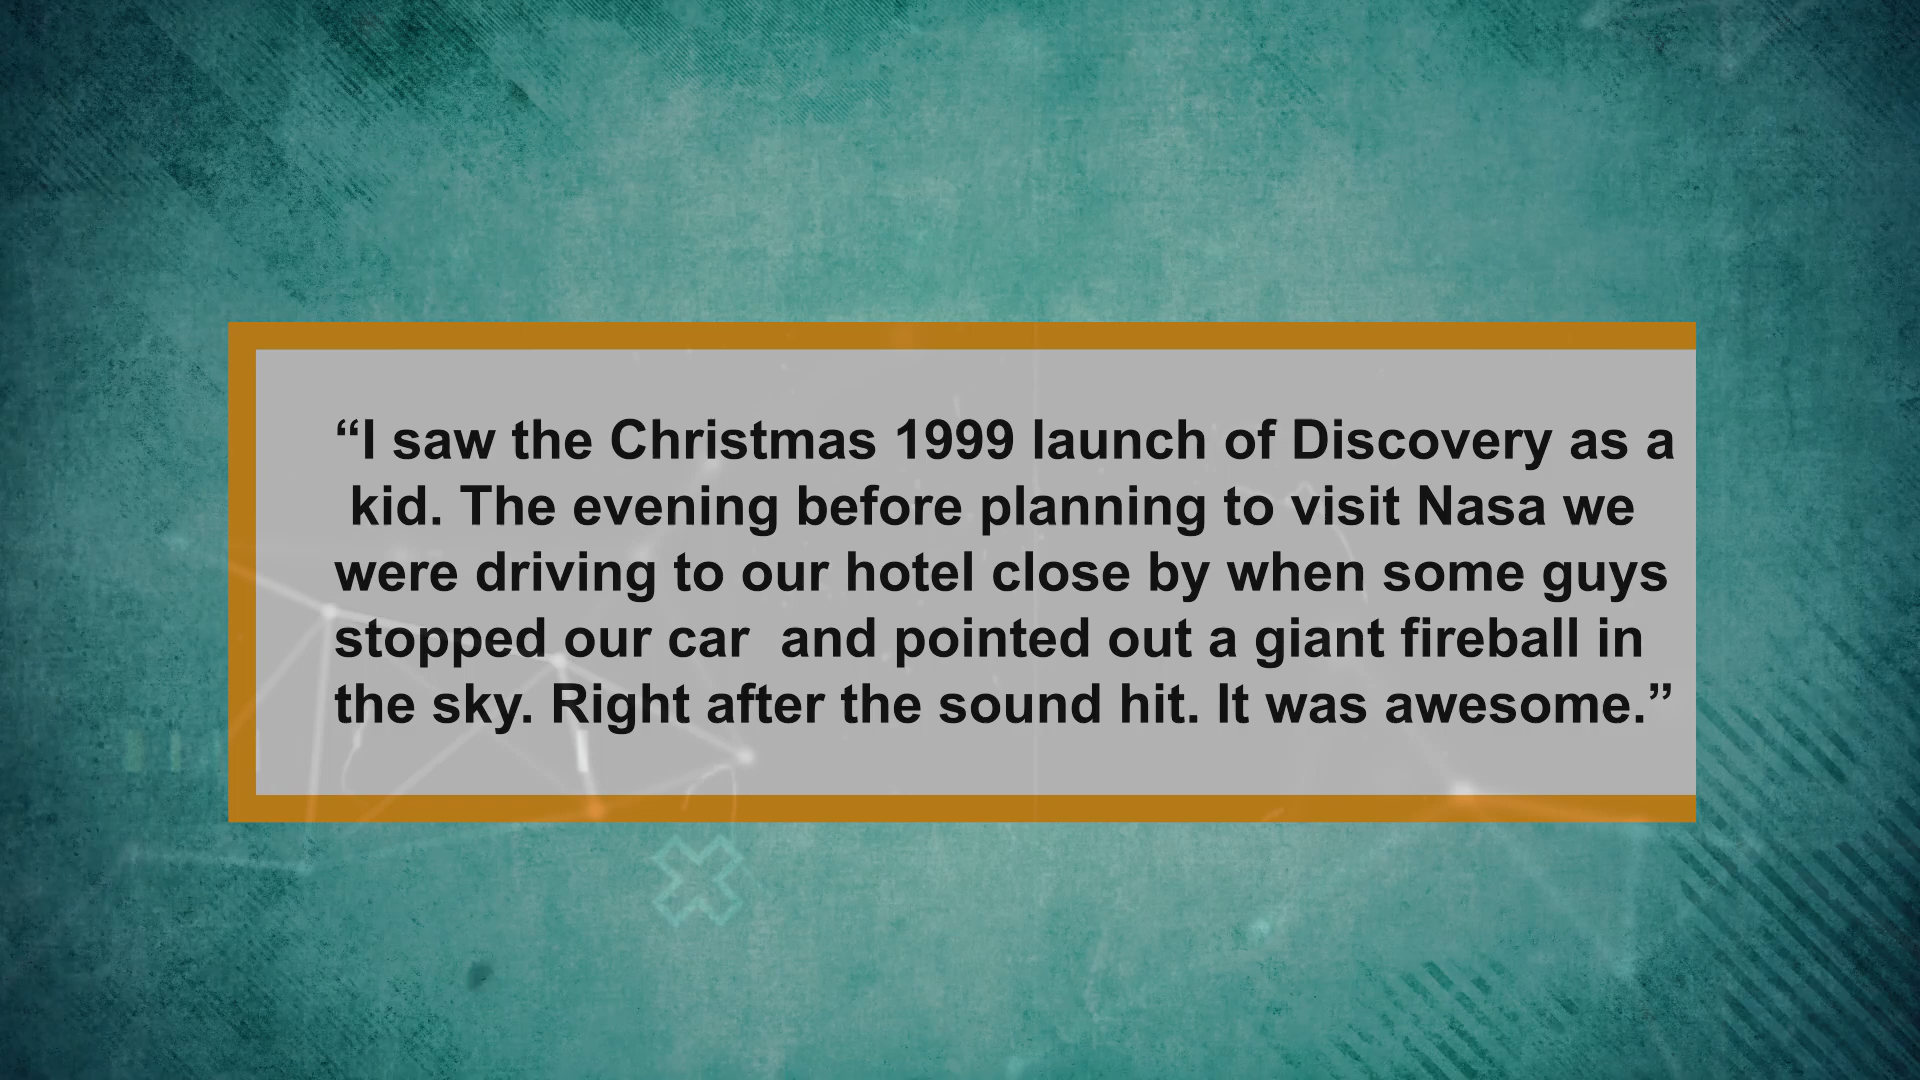 “I saw the Christmas 1999 launch of Discovery as a
kid. The evening before planning to visit Nasa we
were driving to our hotel close by when some guys
stopped our car  and pointed out a giant fireball in
the sky. Right after the sound hit. It was awesome.”